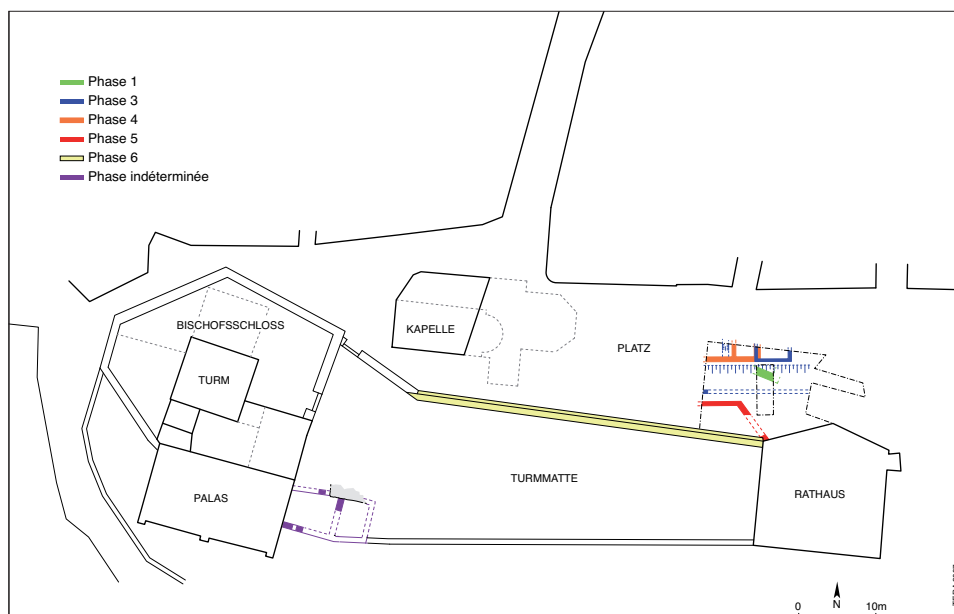 Phase 1
Phase 3
Phase 4
Phase 5
Phase 6
Phase indéterminée
BISCHOFSSCHLOSS
KAPELLE
PLATZ
TURM
TURMMATTE
PALAS
RATHAUS
N
0 10m